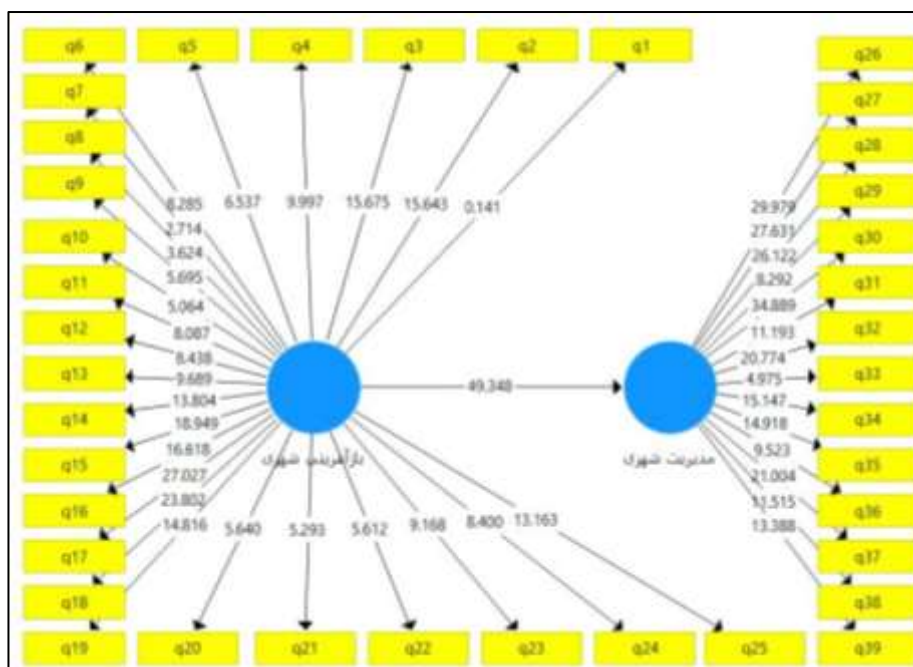 q6 q5 q4 q3 q2 q1
q26
q7
q27
q8
q28
q9
q29
q10
q30
q11
q31
q12
q32
q13
q33
q14
q34
q15
q35
q16
q36
q17
q37
q18
q38
q19 q20 q21 q22 q23 q24 q25 q39
8.285 6.537 9.997 15.675 15.643 0.141
2.714
3.624
5.695
5.064
8.087
8.438
9.689
13.804
18.949
16.618
27.027
23.802
14.816
5.640 5.293 5.612 9.168 8.400 13.163
49.348
29.979
27.631
26.122
8.292
34.889
11.193
20.774
4.975
15.147
14.918
9.523
21.004
11.515
13.388
بازآفرینی شهری
مدیریت شهری